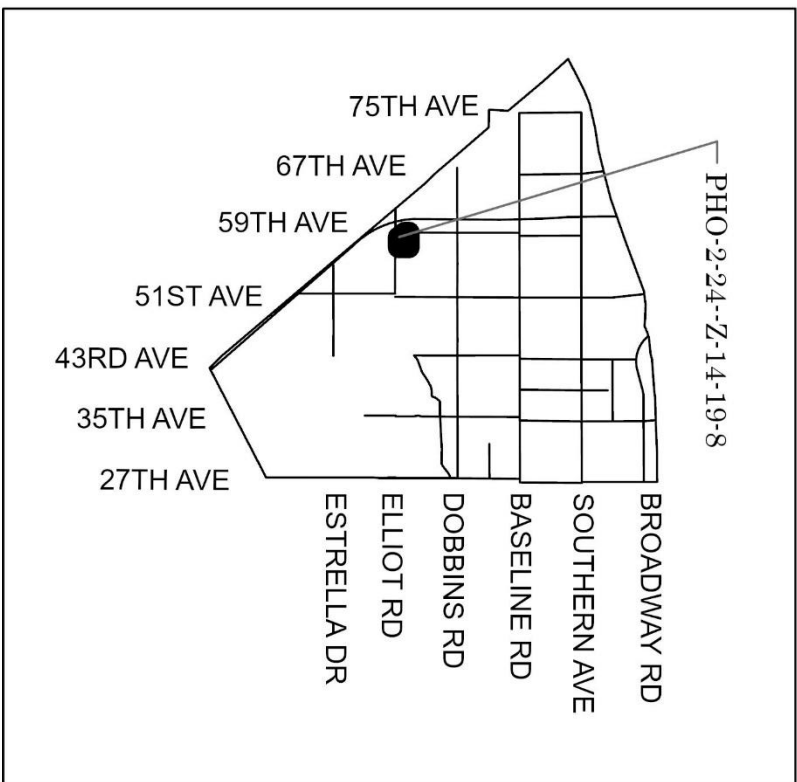 75TH AVE
67TH AVE
59TH AVE
51ST AVE
43RD AVE
35TH AVE
27TH AVE
ESTRELLA DR
ELLIOT RD
DOBBINS RD
BASELINE RD
SOUTHERN AVE
BROADWAY RD
PHO-2-24--Z-14-19-8